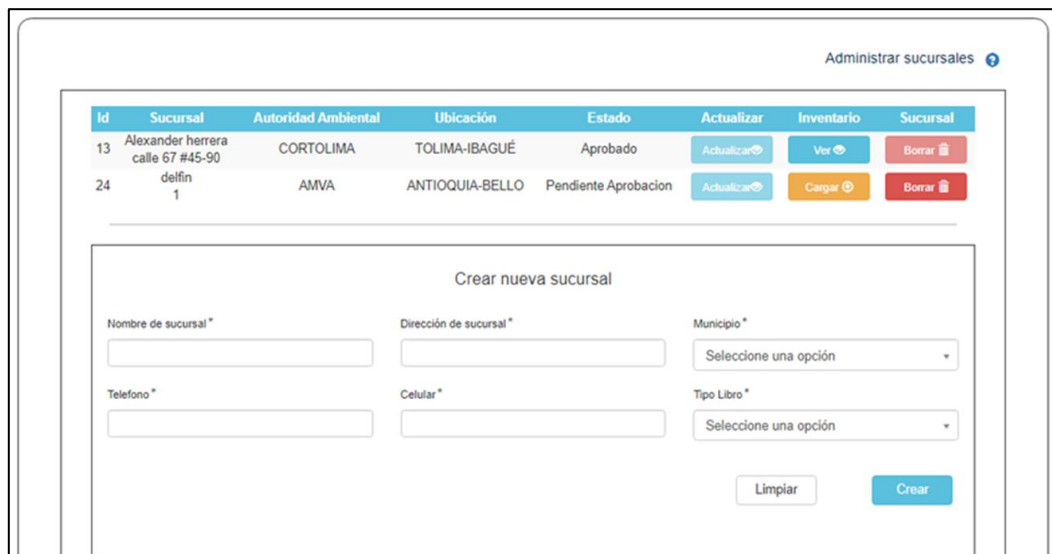 Administrar sucursales
Id Sucursal Autoridad Ambiental Ubicación Estado Actualizar Inventario Sucursal
13 Alexander herrera CORTOLIMA TOLIMA-IBAGUÉ Aprobado Actualizar Ver Borrar
calle 67 #45-90
24 delfin AMVA ANTIOQUIA-BELLO Pendiente Aprobacion Actualizar Cargar Borrar
1
Crear nueva sucursal
Nombre de sucursal* Dirección de sucursal* Municipio*
Seleccione una opción
Telefono* Celular* Tipo Libro*
Seleccione una opción
Limpiar Crear